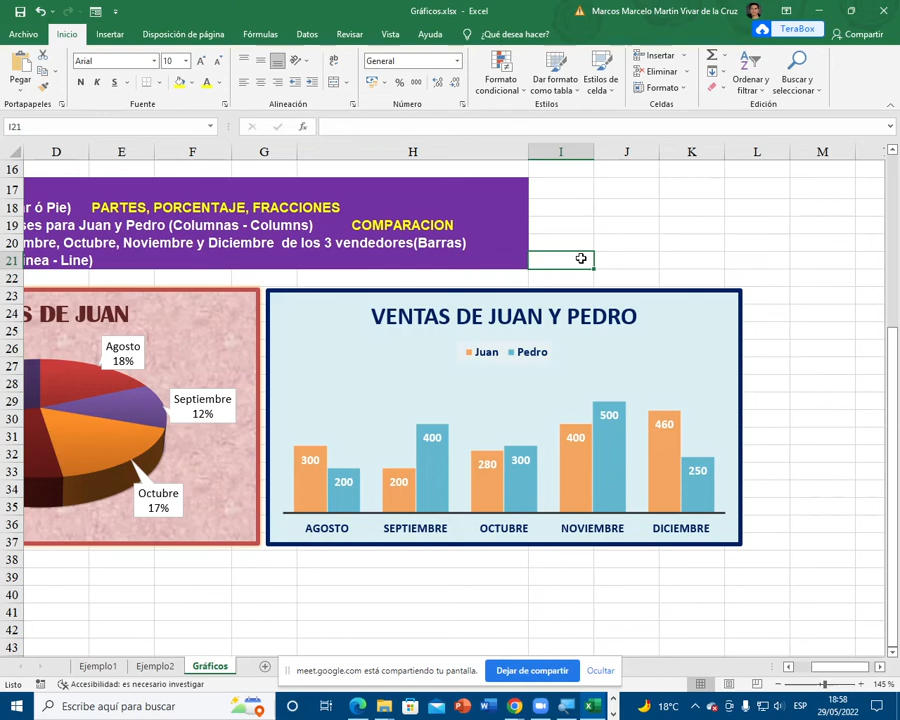 Gráficos.xlsx - Excel
Marcos Marcelo Martin Vivar de la Cruz
TeraBox
Archivo Inicio Insertar Disposición de página Fórmulas Datos Revisar Vista Ayuda ¿Qué desea hacer? Compartir
Pegar
Portapapeles
Arial 10
N K S
Fuente
Alineación
General
Número
Formato condicional
Dar formato como tabla
Estilos de celda
Estilos
Insertar
Eliminar
Formato
Celdas
Ordenar y filtrar
Buscar y seleccionar
Edición
I21
D E F G H I J K L M
16
17
18
19
20
21
22
23
24
25
26
27
28
29
30
31
32
33
34
35
36
37
38
39
40
41
42
43
r ó Pie) PARTES, PORCENTAJE, FRACCIONES
ses para Juan y Pedro (Columnas - Columns) COMPARACION
mbre, Octubre, Noviembre y Diciembre de los 3 vendedores(Barras)
nea - Line)
S DE JUAN
Agosto
18%
Septiembre
12%
Octubre
17%
VENTAS DE JUAN Y PEDRO
Juan Pedro
300 200 200 400 280 300 400 500 460 250
AGOSTO SEPTIEMBRE OCTUBRE NOVIEMBRE DICIEMBRE
Ejemplo1 Ejemplo2 Gráficos
meet.google.com está compartiendo tu pantalla. Dejar de compartir Ocultar
Listo Accesibilidad: es necesario investigar 145 %
Escribe aquí para buscar
18°C
ESP
18:58
29/05/2022